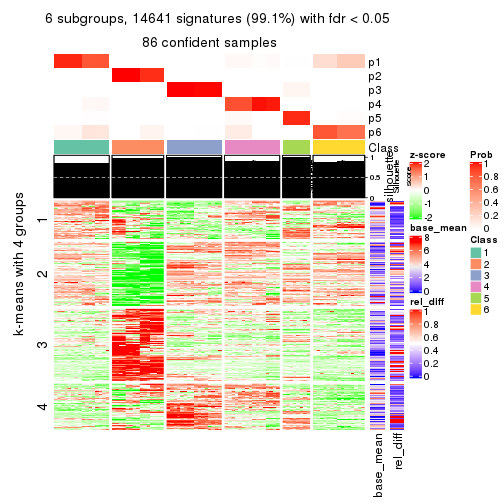 6 subgroups, 14641 signatures (99.1%) with fdr < 0.05
86 confident samples
p1
p2
p3
p4
p5
p6
Class
1
0.5
0
silhouette
Silhouette
score
k-means with 4 groups
1
2
3
4
base_mean
rel_diff
z-score
2
1
0
-1
-2
base_mean
8
6
4
2
0
rel_diff
1
0.8
0.6
0.4
0.2
0
Prob
1
0.8
0.6
0.4
0.2
0
Class
1
2
3
4
5
6